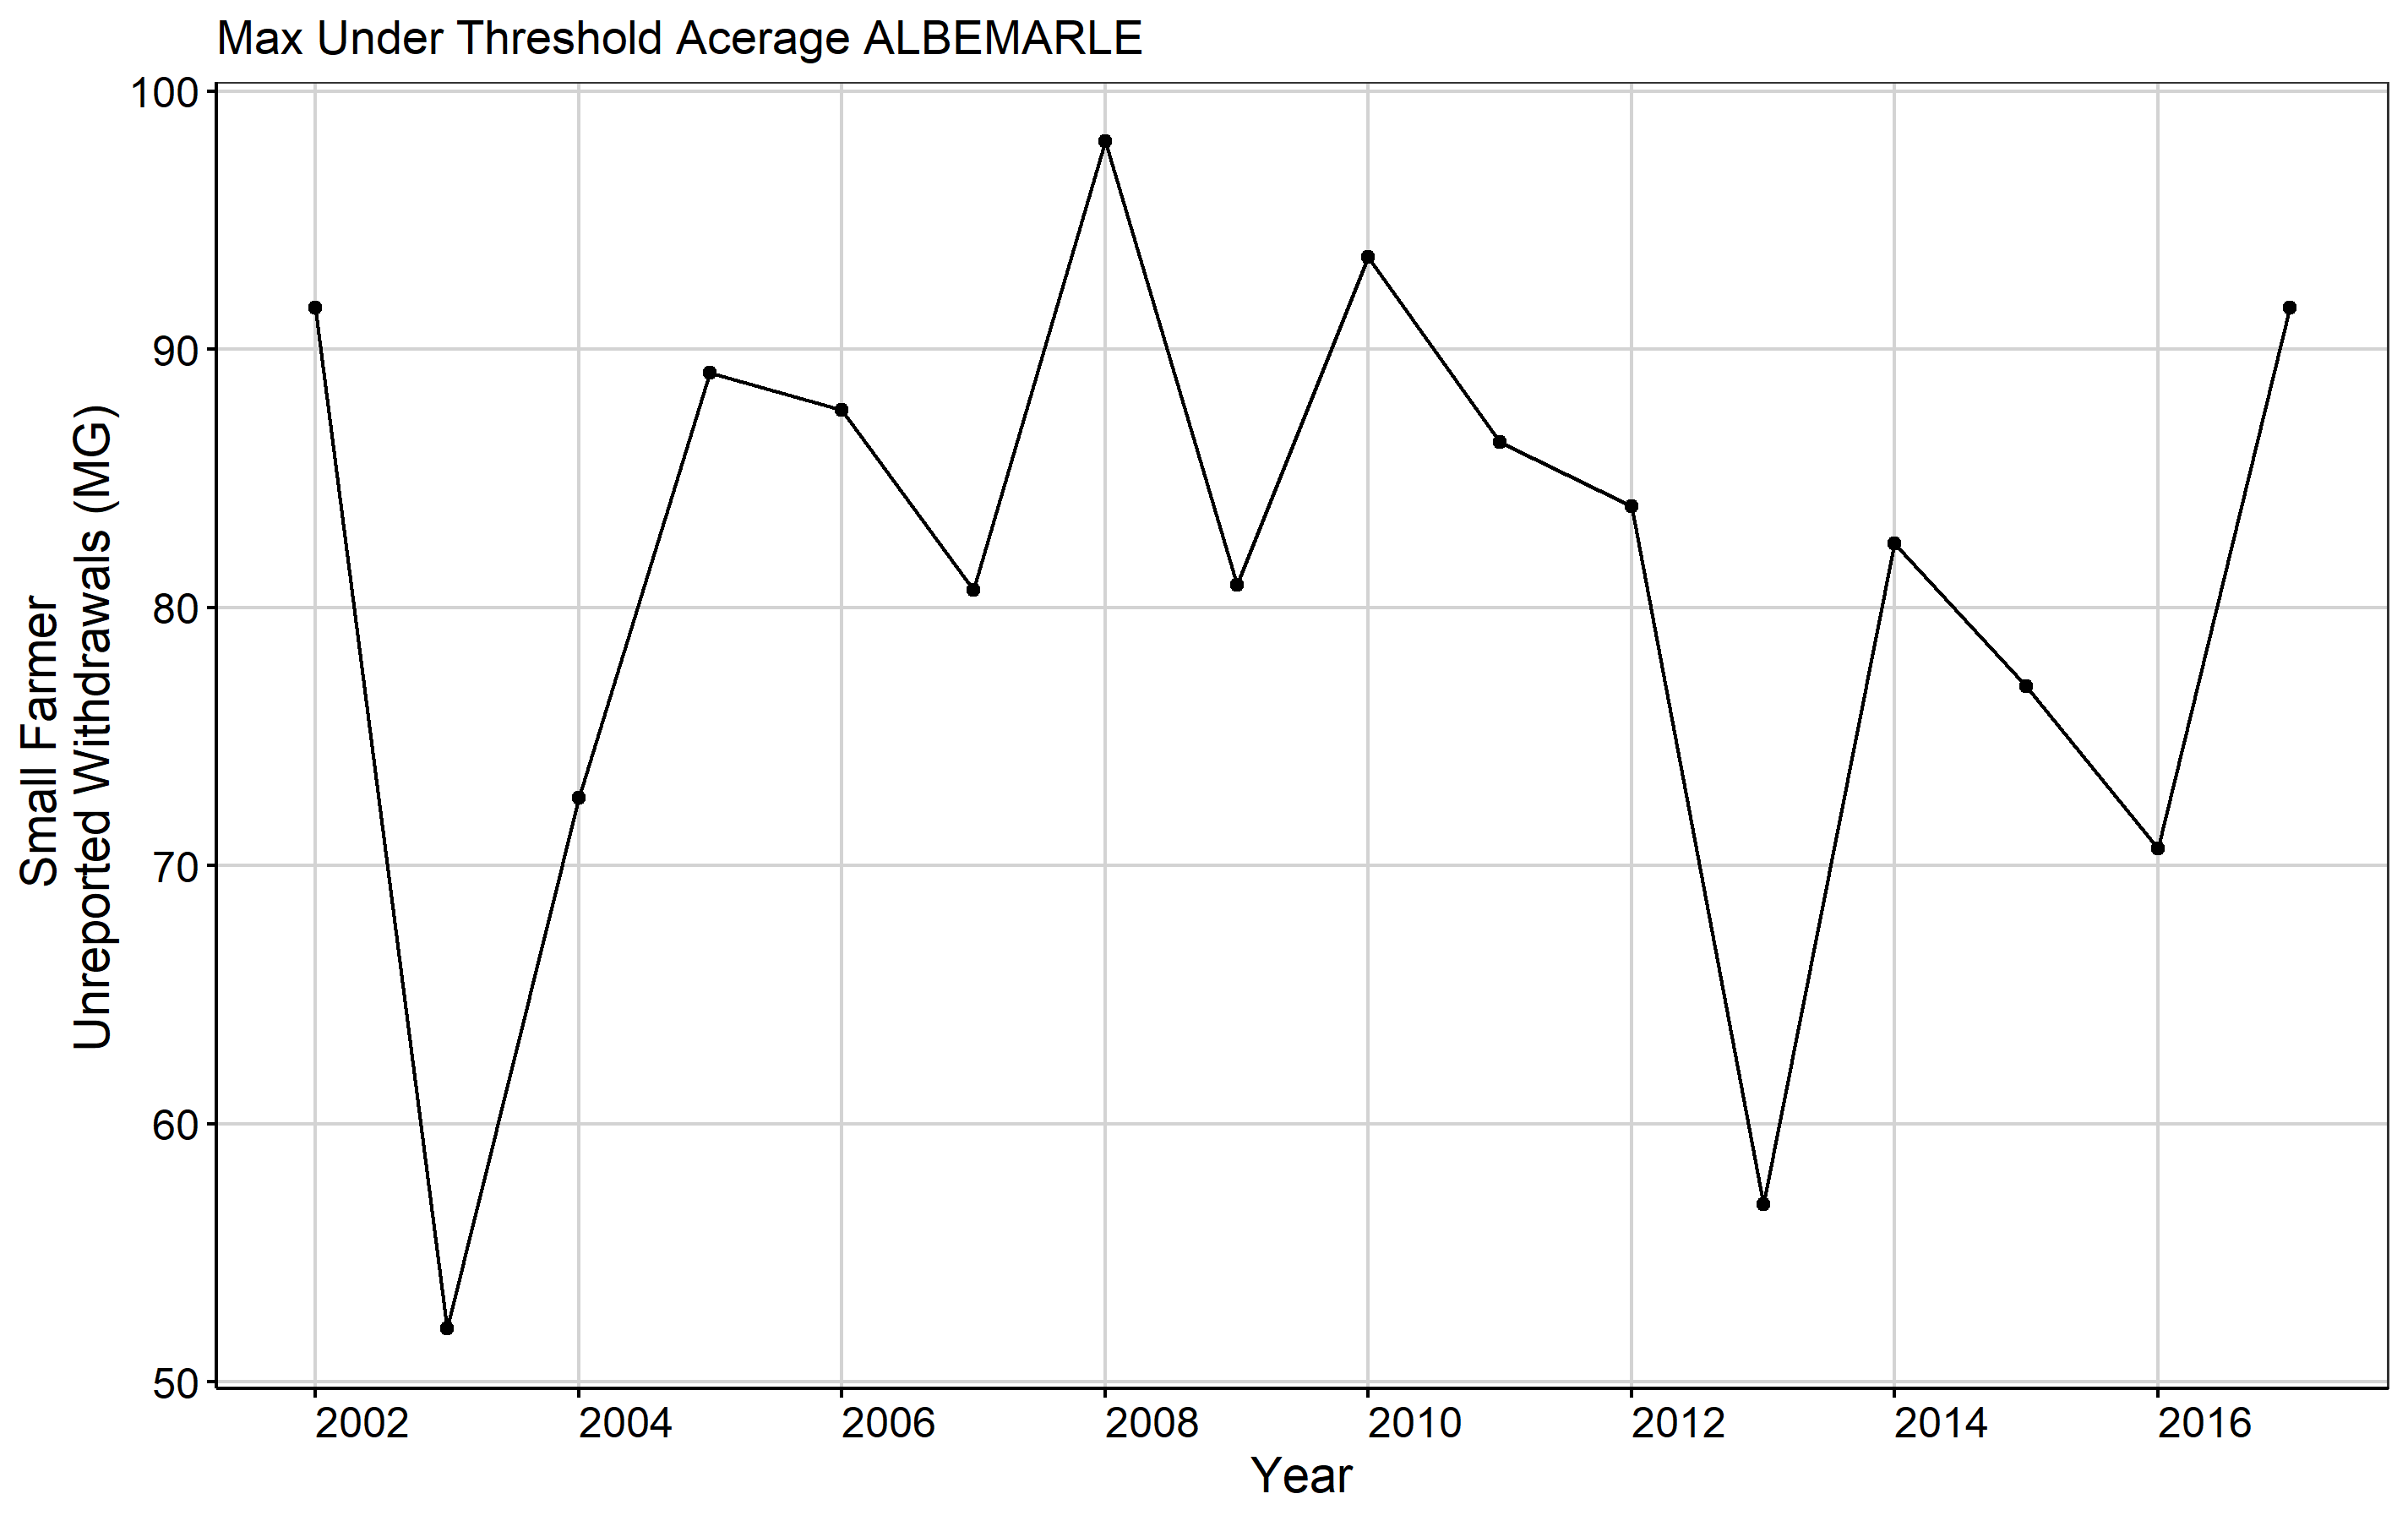 Max Under Threshold Acerage ALBEMARLE
Small Farmer
Unreported Withdrawals (MG)
100
90
80
70
60
50
2002 2004 2006 2008 2010 2012 2014 2016
Year